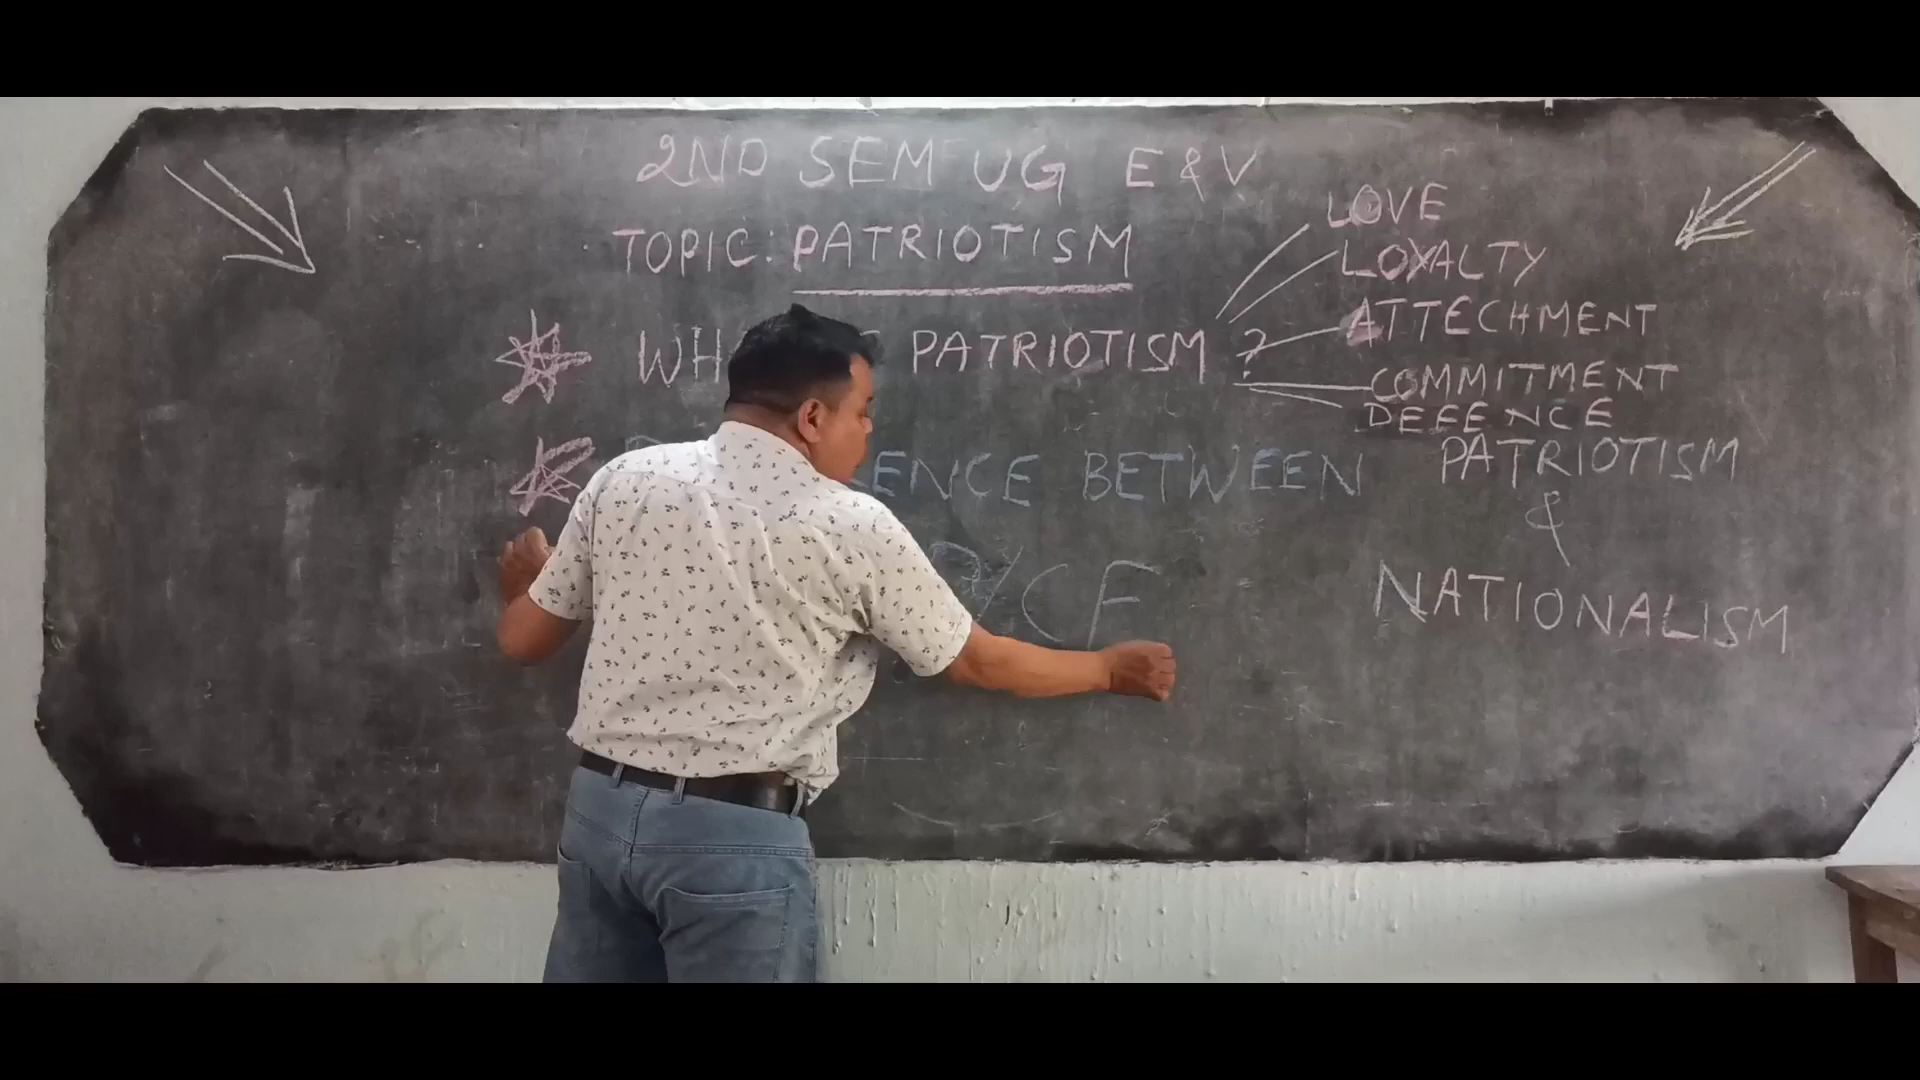 2ND SEM UG E & V
TOPIC: PATRIOTISM
WH PATRIOTISM ?
LOVE
LOYALTY
ATTECHMENT
COMMITMENT
DEFENCE
ENCE BETWEEN
PATRIOTISM
&
NATIONALISM